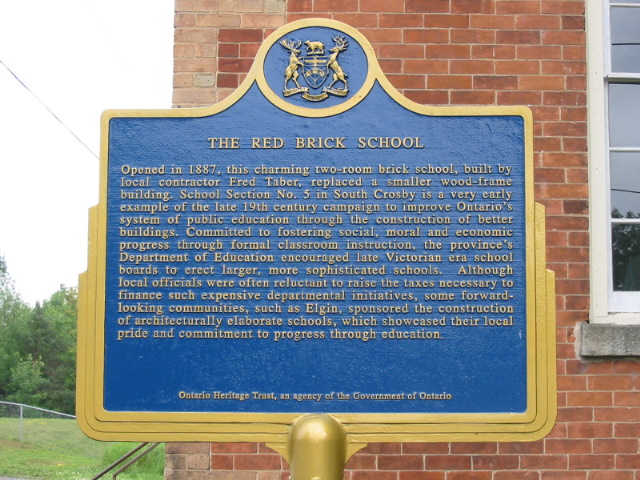 THE RED BRICK SCHOOL
Opened in 1887, this charming two-room brick school, built by
local contractor Fred Taber, replaced a smaller wood-frame
building. School Section No. 5 in South Crosby is a very early
example of the late 19th century campaign to improve Ontario's
system of public education through the construction of better
buildings. Committed to fostering social, moral and economic
progress through formal classroom instruction, the province's
Department of Education encouraged late Victorian era school
boards to erect larger, more sophisticated schools. Although
local officials were often reluctant to raise the taxes necessary to
finance such expensive departmental initiatives, some forward-
looking communities, such as Elgin, sponsored the construction
of architecturally elaborate schools, which showcased their local
pride and commitment to progress through education.
Ontario Heritage Trust, an agency of the Government of Ontario